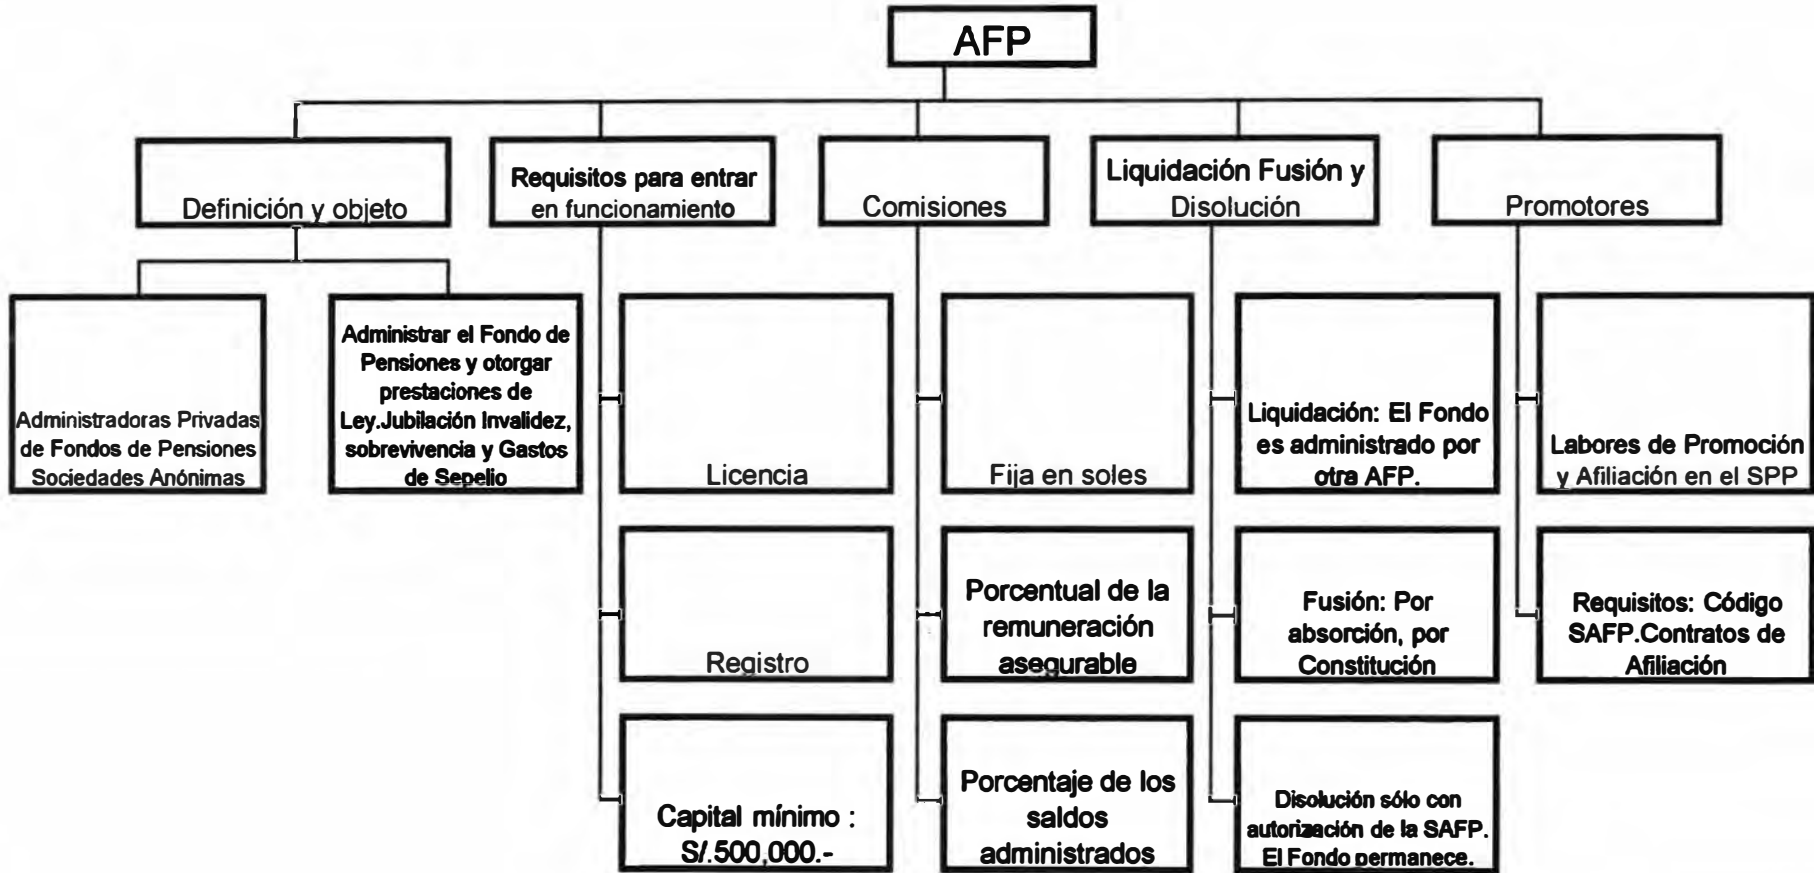 AFP
Definición y objeto
Requisitos para entrar
en funcionamiento
Comisiones
Liquidación Fusión y
Disolución
Promotores
Administradoras Privadas
de Fondos de Pensiones
Sociedades Anónimas
Administrar el Fondo de
Pensiones y otorgar
prestaciones de
Ley.Jubilación Invalidez,
sobrevivencia y Gastos
de Sepelio
Licencia
Registro
Capital mínimo :
S/.500,000.-
Fija en soles
Porcentual de la
remuneración
asegurable
Porcentaje de los
saldos
administrados
Liquidación: El Fondo
es administrado por
otra AFP.
Fusión: Por
absorción, por
Constitución
Disolución sólo con
autorización de la SAFP.
El Fondo permanece.
Labores de Promoción
y Afiliación en el SPP
Requisitos: Código
SAFP.Contratos de
Afiliación